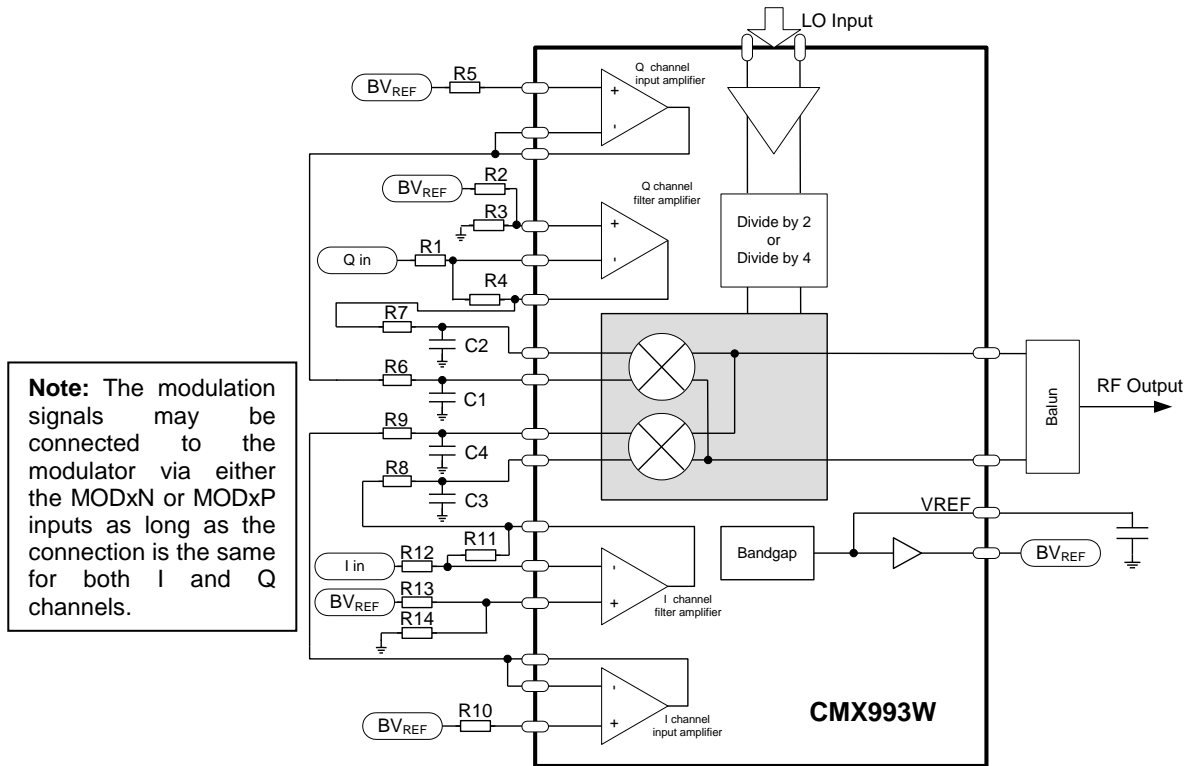 LO Input
Q channel
input amplifier
R5
BVREF
R2
BVREF
R3
Q channel
filter amplifier
Q in
R1
R4
Divide by 2
or
Divide by 4
R7
C2
R6
C1
R9
C4
R8
C3
Note: The modulation
signals may be
connected to the
modulator via either
the MODxN or MODxP
inputs as long as the
connection is the same
for both I and Q
channels.
Balun
RF Output
VREF
Bandgap
BVREF
R11
I in
R12
BVREF
R13
R14
I channel
filter amplifier
BVREF
R10
I channel
input amplifier
CMX993W
+
-
+
-
-
+
-
+